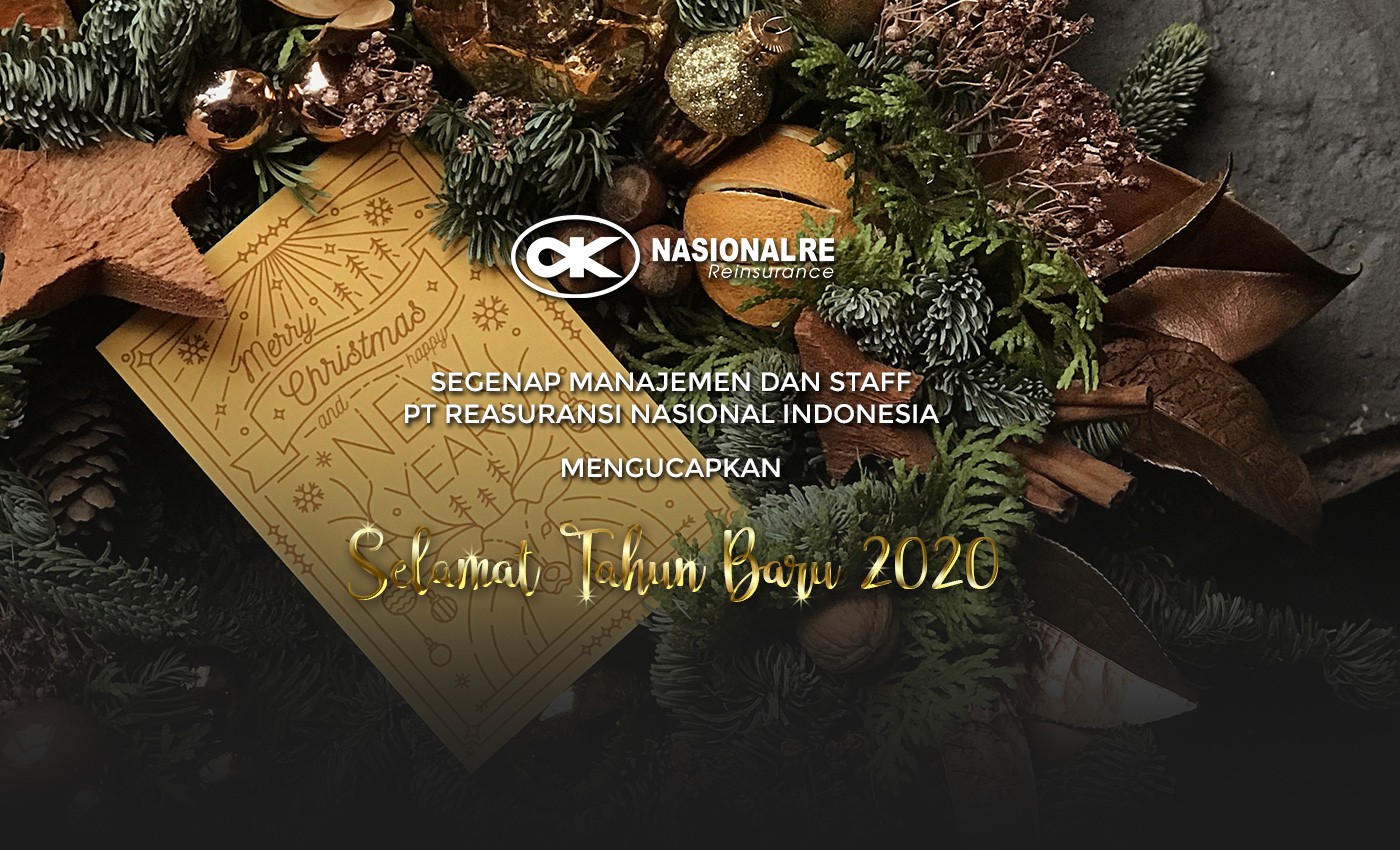 NASIONALRE
Reinsurance
Merry
Christmas
and happy
NEW
YEAR
SEGENAP MANAJEMEN DAN STAFF
PT REASURANSI NASIONAL INDONESIA
MENGUCAPKAN
Selamat Tahun Baru 2020